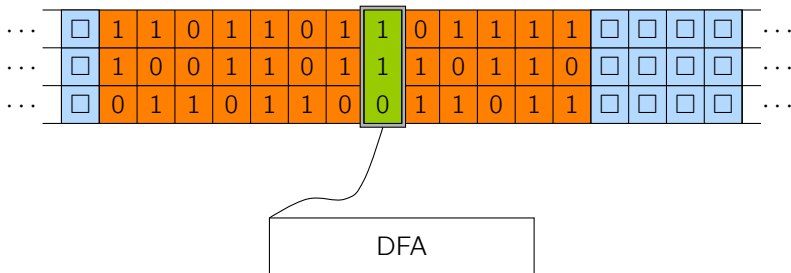 ⋯ □ 1 1 0 1 1 0 1 1 0 1 1 1 1 □ □ □ □ ⋯
⋯ □ 1 0 0 1 1 0 1 1 1 0 1 1 0 □ □ □ □ ⋯
⋯ □ 0 1 1 0 1 1 0 0 1 1 0 1 1 □ □ □ □ ⋯
DFA